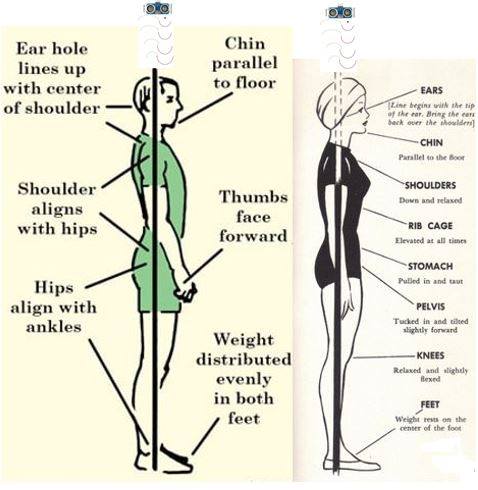 Ear hole
lines up
with center
of shoulder
Chin
parallel
to floor
Shoulder
aligns
with hips
Thumbs
face
forward
Hips
align with
ankles
Weight
distributed
evenly
in both
feet
EARS
[Line begins with the tip
of the ear. Bring the ears
back over the shoulders]
CHIN
Parallel to the floor
SHOULDERS
Down and relaxed
RIB CAGE
Elevated at all times
STOMACH
Pulled in and taut
PELVIS
Tucked in and tilted
slightly forward
KNEES
Relaxed and slightly
flexed
FEET
Weight rests on the
center of the foot